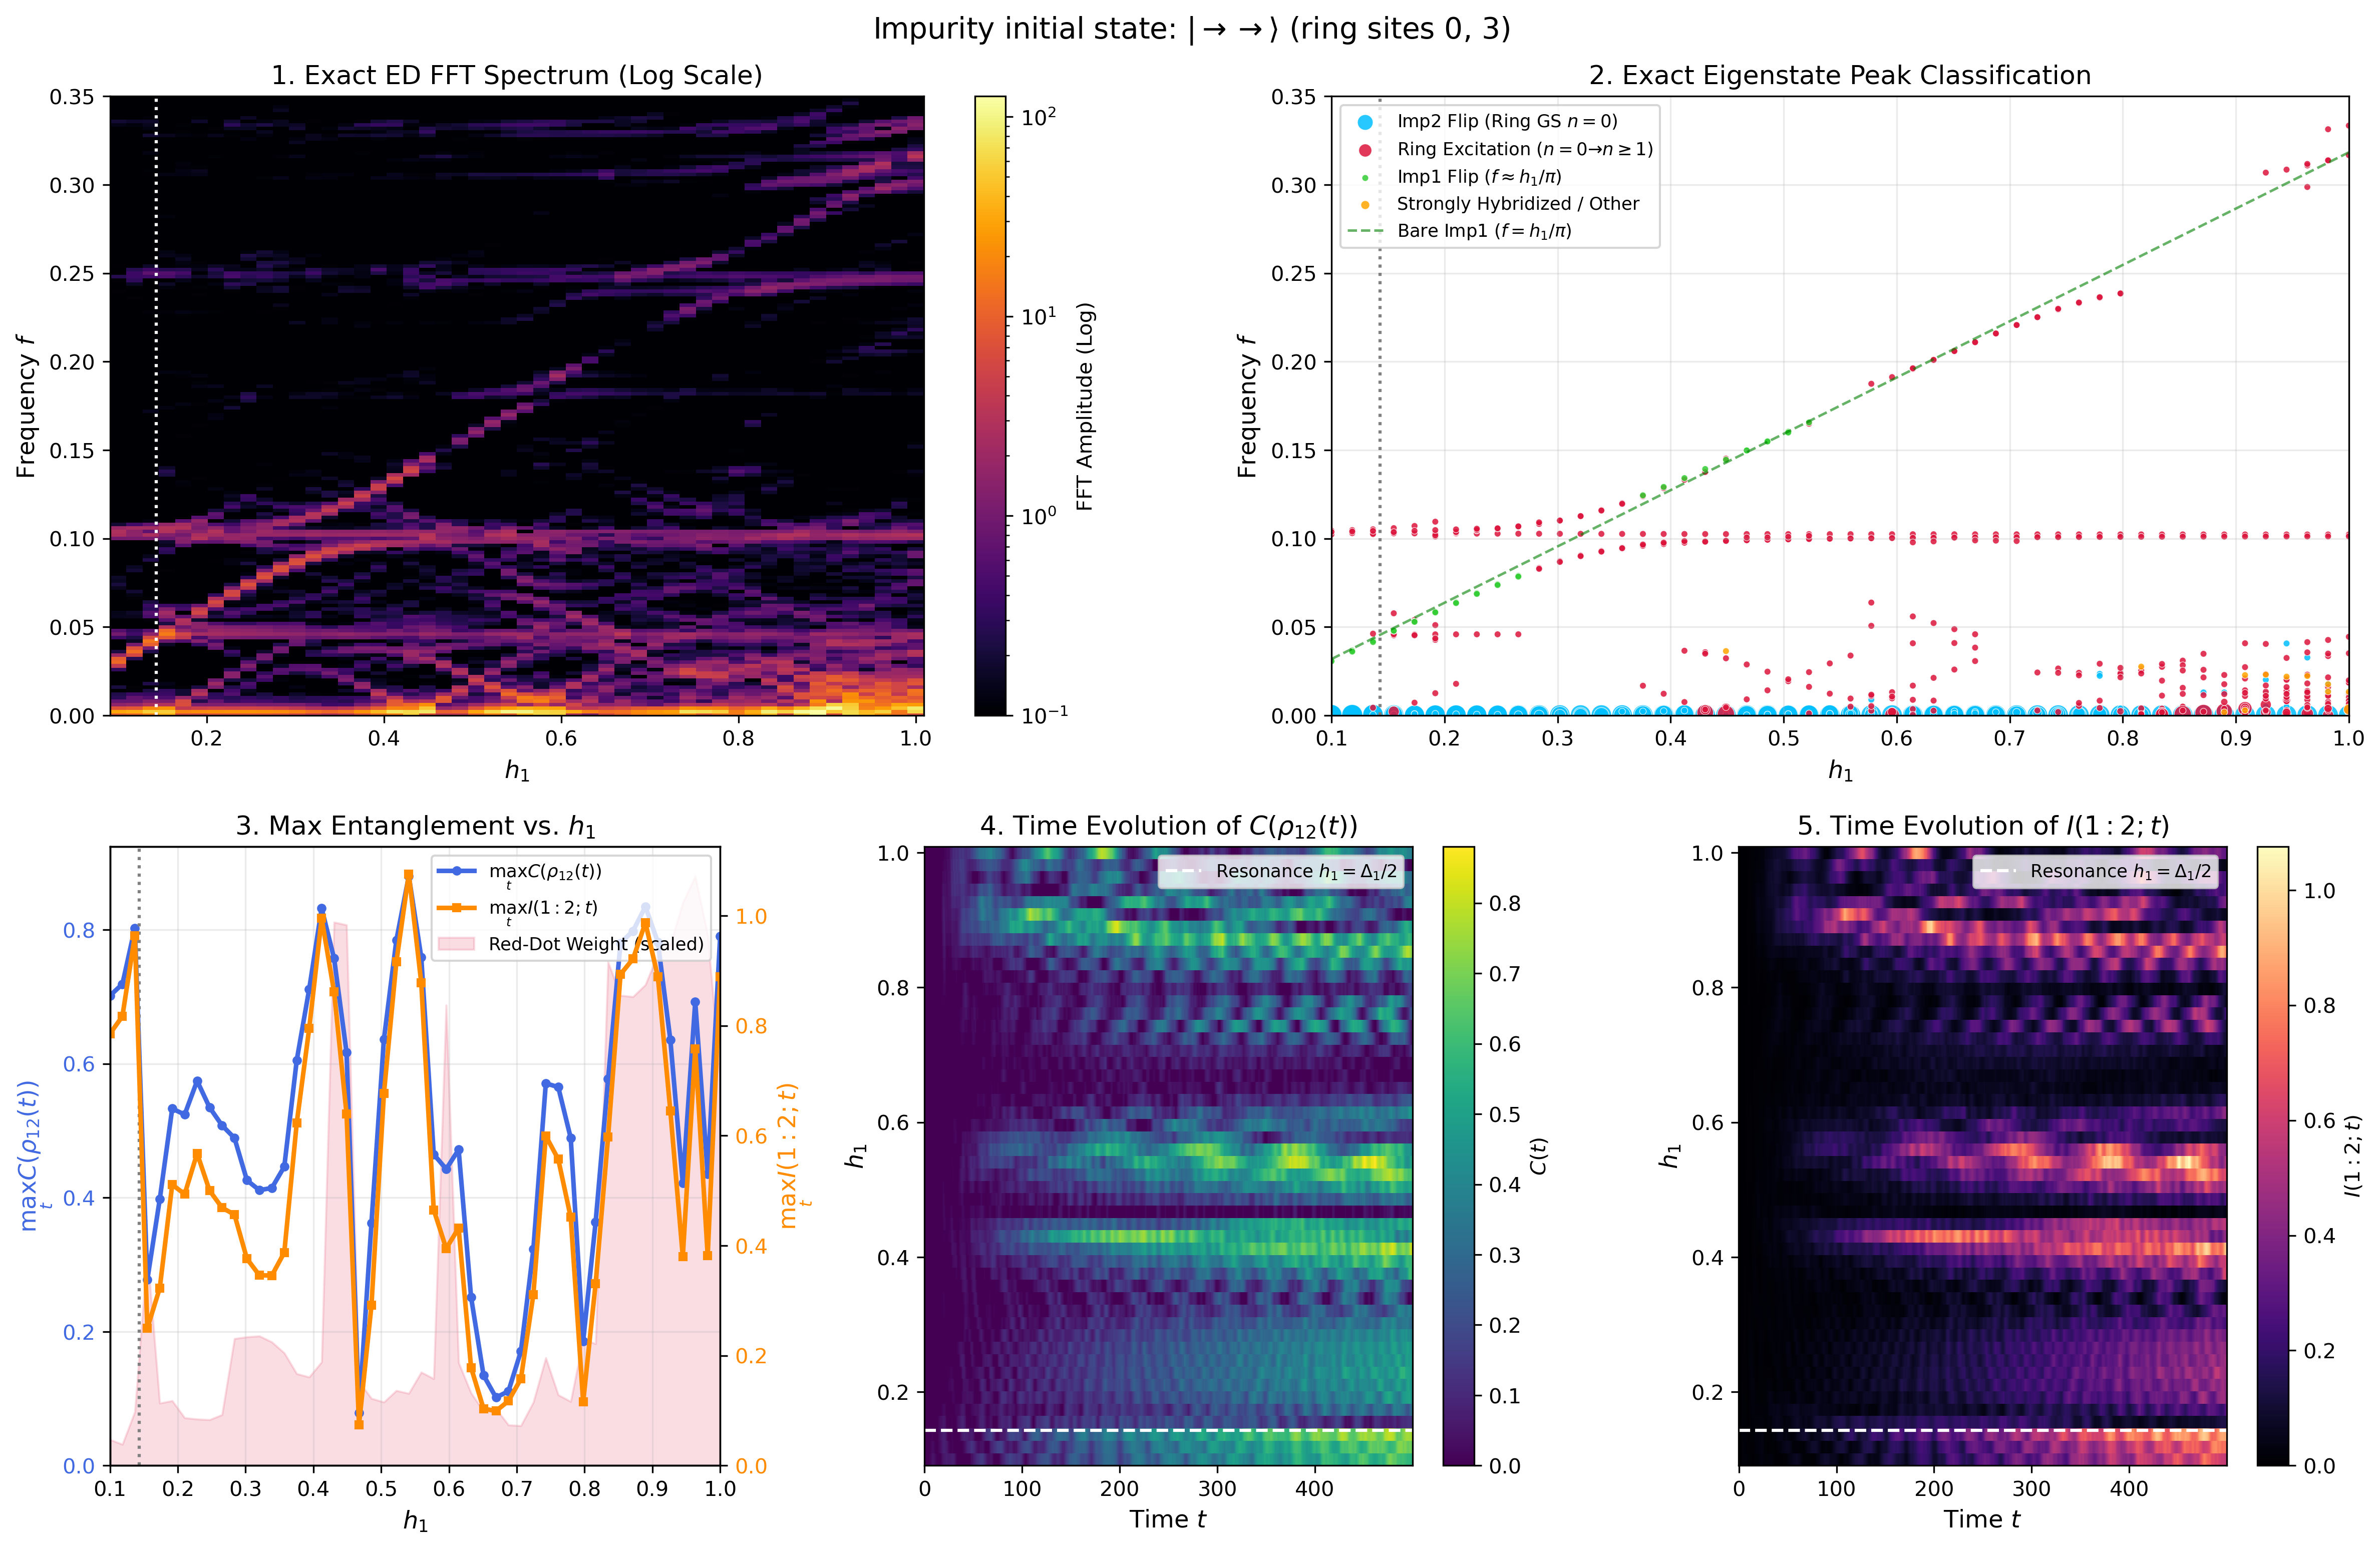 Impurity initial state: |→→⟩ (ring sites 0, 3)
1. Exact ED FFT Spectrum (Log Scale)
Frequency f
0.35
0.30
0.25
0.20
0.15
0.10
0.05
0.00
0.2 0.4 0.6 0.8 1.0
h₁
10²
10¹
10⁰
10⁻¹
FFT Amplitude (Log)
2. Exact Eigenstate Peak Classification
Frequency f
0.35
0.30
0.25
0.20
0.15
0.10
0.05
0.00
Imp2 Flip (Ring GS n = 0)
Ring Excitation (n = 0→n ≥ 1)
Imp1 Flip (f ≈ h₁/π)
Strongly Hybridized / Other
Bare Imp1 (f = h₁/π)
0.1 0.2 0.3 0.4 0.5 0.6 0.7 0.8 0.9 1.0
h₁
3. Max Entanglement vs. h₁
max C(ρ₁₂(t))
t
0.8
0.6
0.4
0.2
0.0
max C(ρ₁₂(t))
t
max I(1 : 2; t)
t
Red-Dot Weight (scaled)
0.1 0.2 0.3 0.4 0.5 0.6 0.7 0.8 0.9 1.0
h₁
1.0
0.8
0.6
0.4
0.2
0.0
max I(1 : 2; t)
t
4. Time Evolution of C(ρ₁₂(t))
h₁
1.0
0.8
0.6
0.4
0.2
Resonance h₁ = Δ₁/2
0 100 200 300 400
Time t
0.8
0.7
0.6
0.5
0.4
0.3
0.2
0.1
0.0
C(t)
5. Time Evolution of I(1 : 2; t)
h₁
1.0
0.8
0.6
0.4
0.2
Resonance h₁ = Δ₁/2
0 100 200 300 400
Time t
1.0
0.8
0.6
0.4
0.2
0.0
I(1 : 2; t)